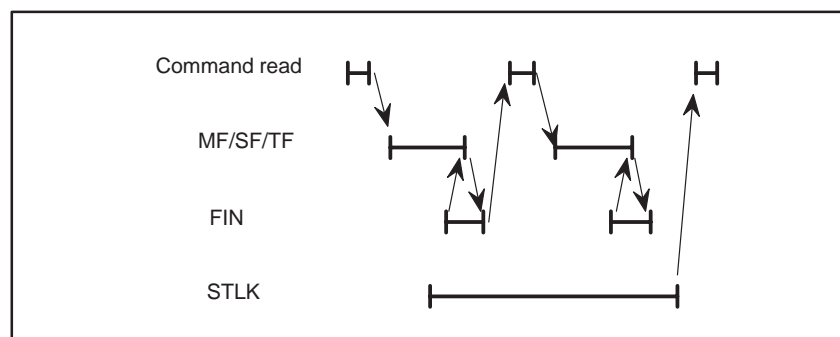 Command read
MF/SF/TF
FIN
STLK